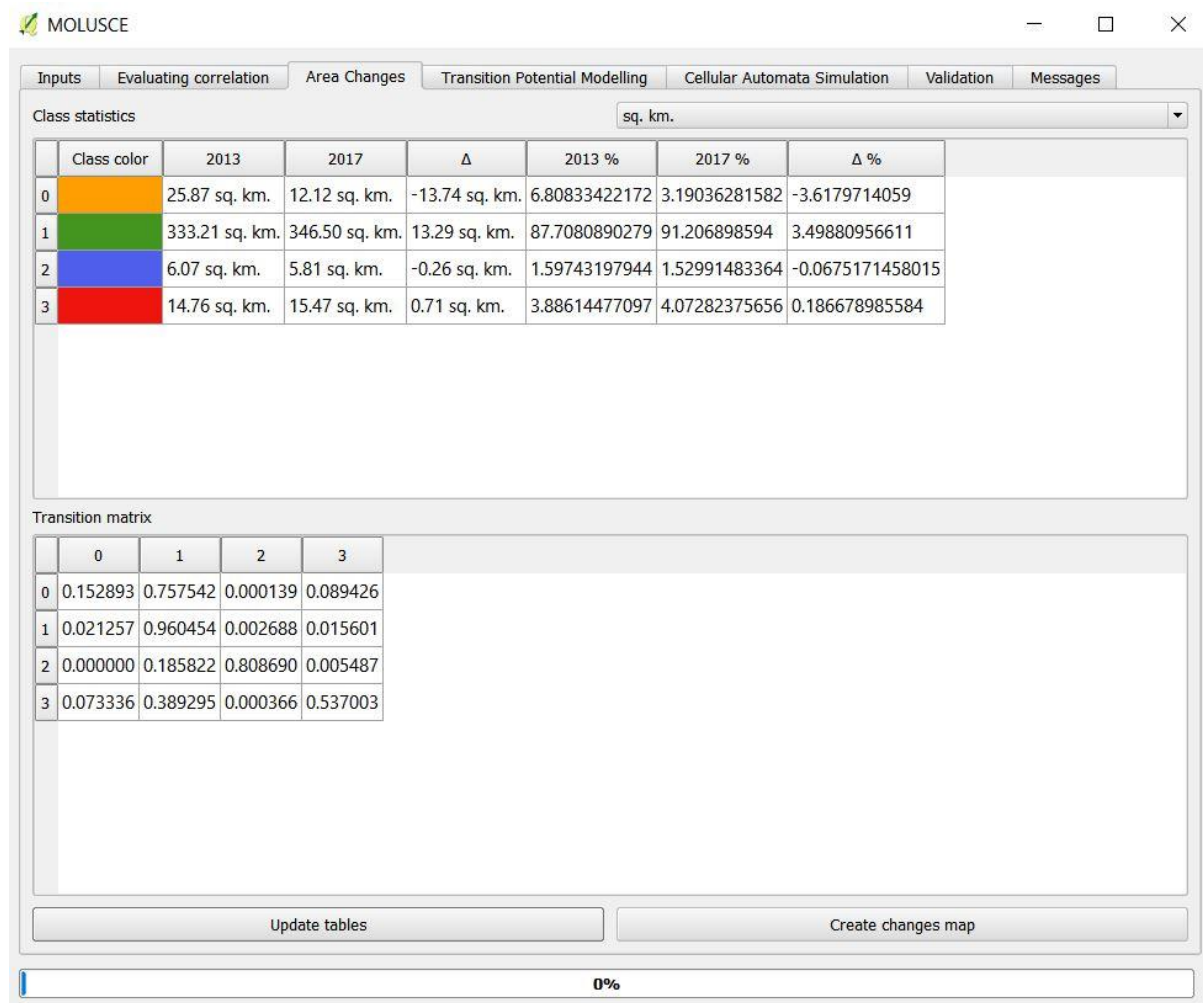 MOLUSCE
Inputs Evaluating correlation Area Changes Transition Potential Modelling Cellular Automata Simulation Validation Messages
Class statistics sq. km.
Class color 2013 2017 Δ 2013 % 2017 % Δ %
0 25.87 sq. km. 12.12 sq. km. -13.74 sq. km. 6.80833422172 3.19036281582 -3.6179714059
1 333.21 sq. km. 346.50 sq. km. 13.29 sq. km. 87.7080890279 91.206898594 3.49880956611
2 6.07 sq. km. 5.81 sq. km. -0.26 sq. km. 1.59743197944 1.52991483364 -0.0675171458015
3 14.76 sq. km. 15.47 sq. km. 0.71 sq. km. 3.88614477097 4.07282375656 0.186678985584
Transition matrix
0 1 2 3
0 0.152893 0.757542 0.000139 0.089426
1 0.021257 0.960454 0.002688 0.015601
2 0.000000 0.185822 0.808690 0.005487
3 0.073336 0.389295 0.000366 0.537003
Update tables Create changes map
0%